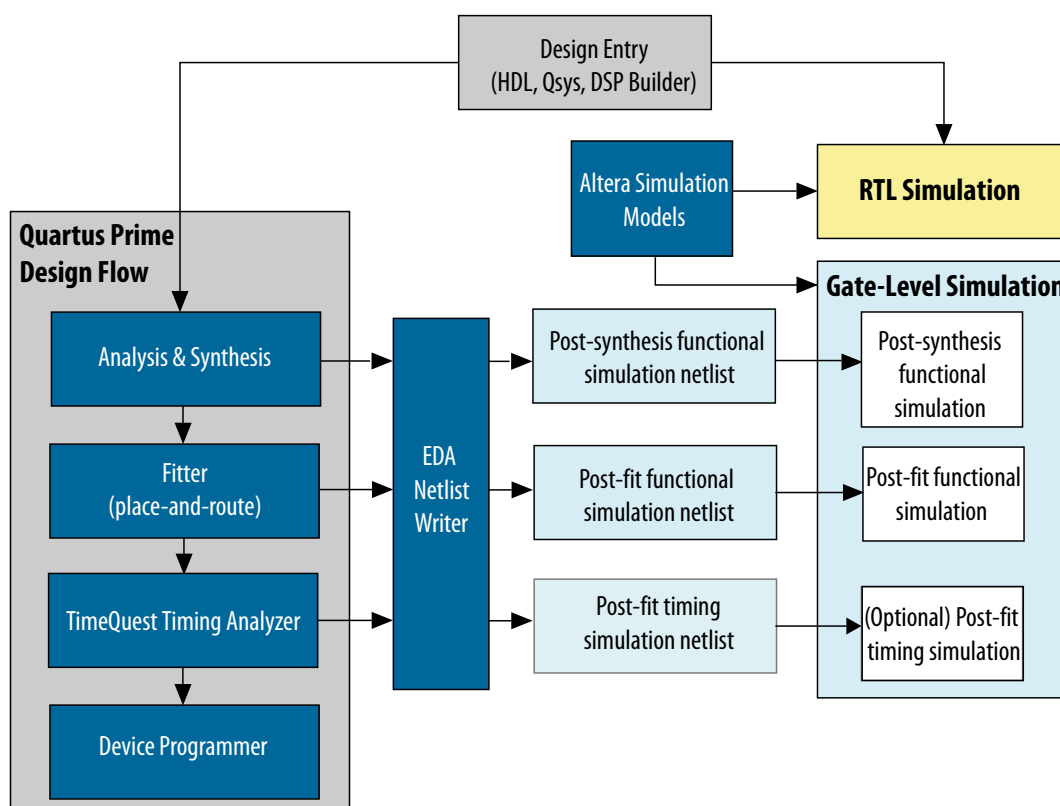 Design Entry
(HDL, Qsys, DSP Builder)
Altera Simulation
Models
RTL Simulation
Quartus Prime
Design Flow
Gate-Level Simulation
Analysis & Synthesis
Post-synthesis functional
simulation netlist
Post-synthesis
functional
simulation
Fitter
(place-and-route)
EDA
Netlist
Writer
Post-fit functional
simulation netlist
Post-fit functional
simulation
TimeQuest Timing Analyzer
Post-fit timing
simulation netlist
(Optional) Post-fit
timing simulation
Device Programmer